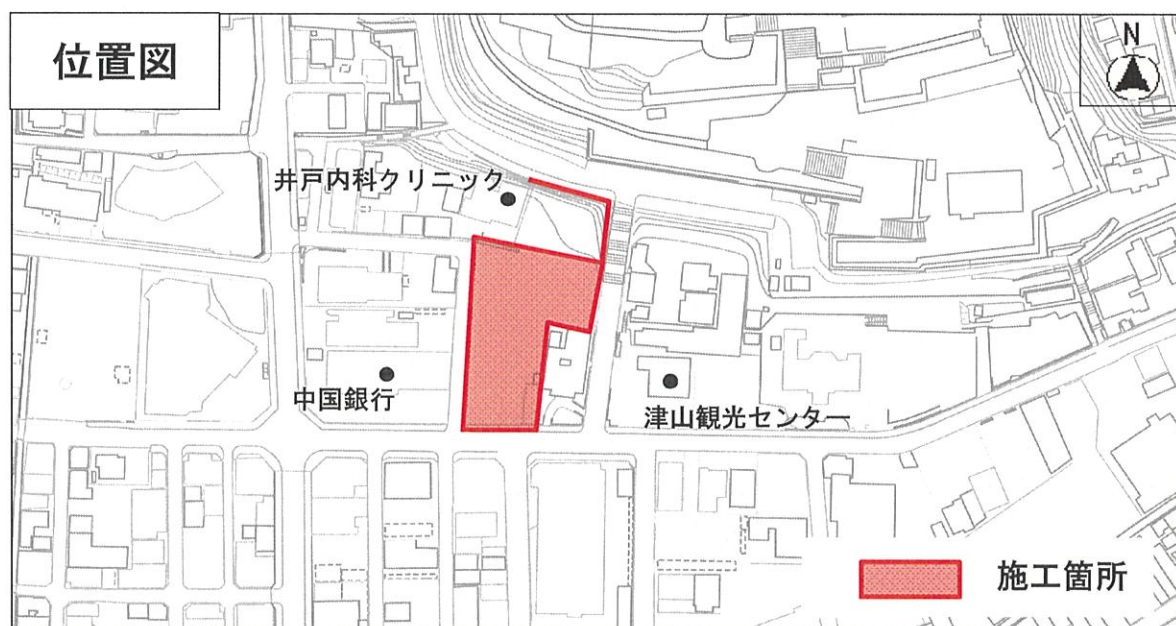 位置図
N
井戸内科クリニック
中国銀行
津山観光センター
施工箇所